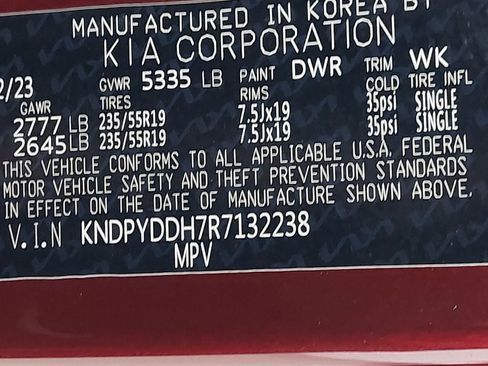 MANUFACTURED IN KOREA BY
KIA CORPORATION
2/23 GVWR 5335 LB PAINT DWR TRIM WK
GAWR TIRES RIMS COLD TIRE INFL
2777 LB 235/55R19 7.5Jx19 35psi SINGLE
2645 LB 235/55R19 7.5Jx19 35psi SINGLE
THIS VEHICLE CONFORMS TO ALL APPLICABLE U.S.A. FEDERAL
MOTOR VEHICLE SAFETY AND THEFT PREVENTION STANDARDS
IN EFFECT ON THE DATE OF MANUFACTURE SHOWN ABOVE.
V.I.N KNDPYDDH7R7132238
MPV